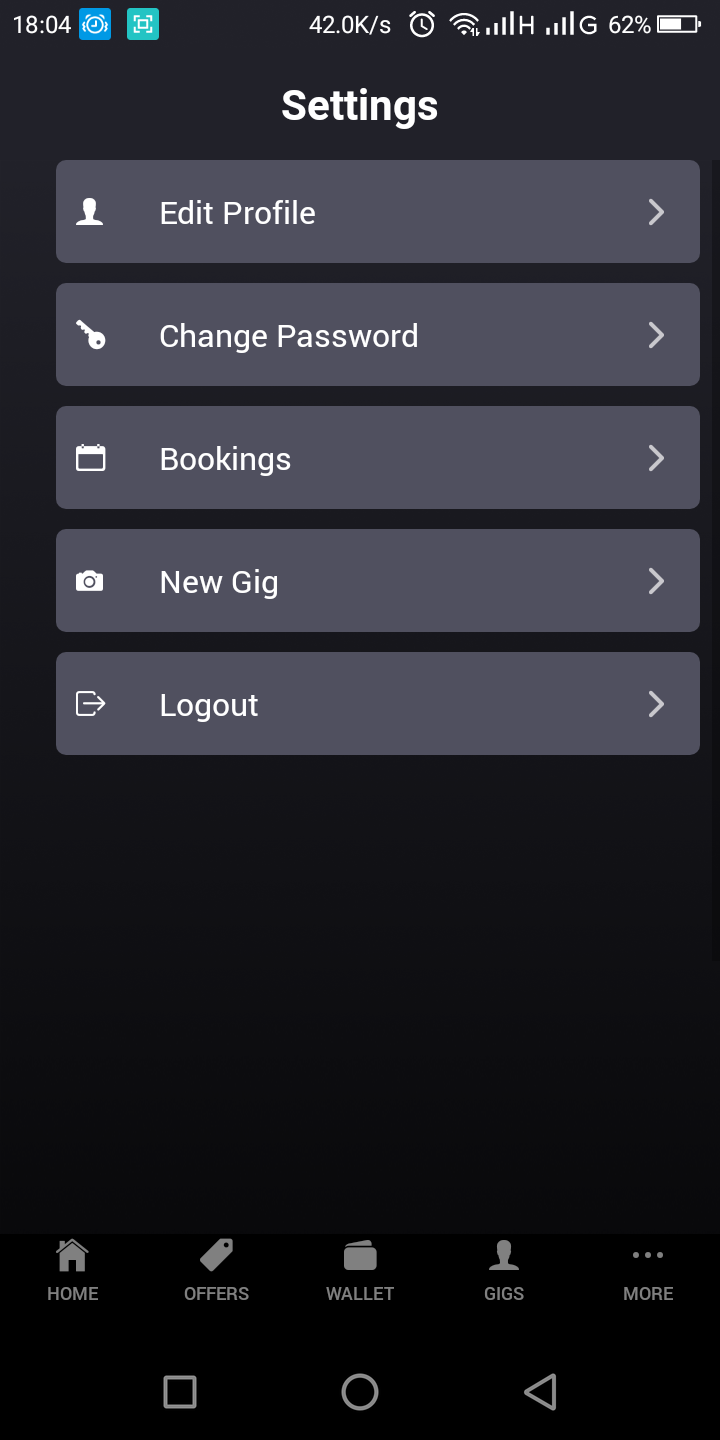 18:04 42.0K/s H G 62%
Settings
Edit Profile
Change Password
Bookings
New Gig
Logout
HOME OFFERS WALLET GIGS MORE